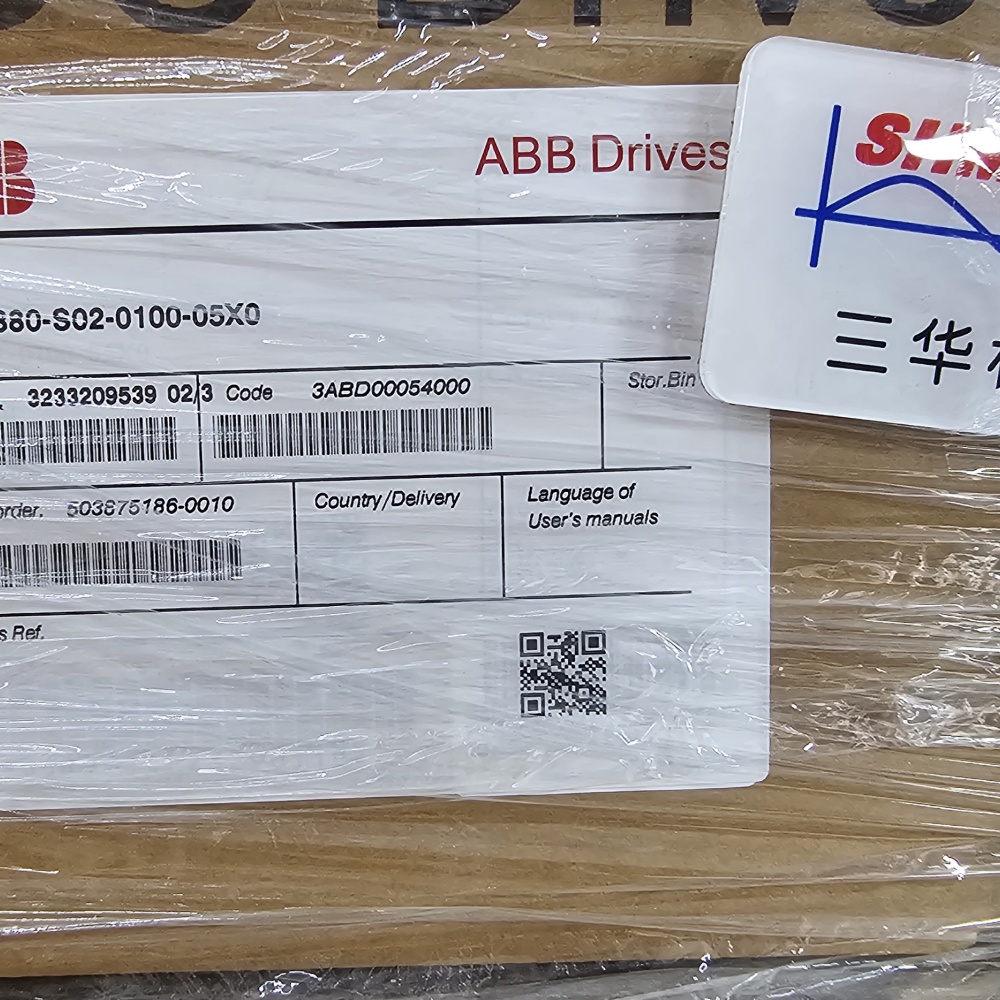 ABB Drives
880-S02-0100-05X0
3233209539 02/3 Code 3ABD00054000
Stor.Bin
order. 503875186-0010
Country/Delivery
Language of
User's manuals
s Ref.
三华